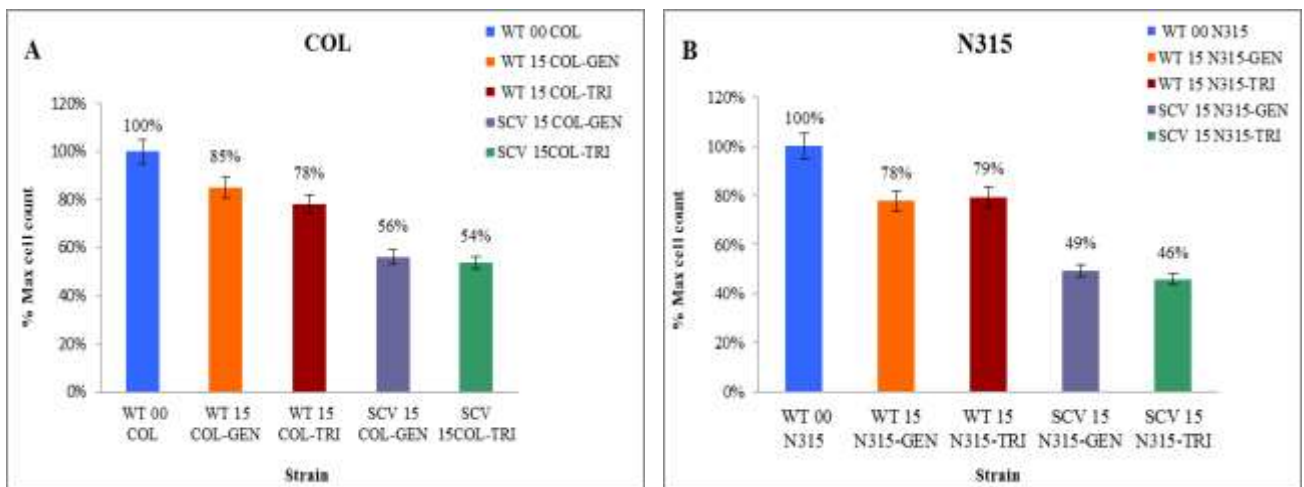 A
COL
WT 00 COL
WT 15 COL-GEN
WT 15 COL-TRI
SCV 15 COL-GEN
SCV 15COL-TRI
% Max cell count
120%
100%
80%
60%
40%
20%
0%
100%
85%
78%
56%
54%
WT 00 COL
WT 15 COL-GEN
WT 15 COL-TRI
SCV 15 COL-GEN
SCV 15COL-TRI
Strain
B
N315
WT 00 N315
WT 15 N315-GEN
WT 15 N315-TRI
SCV 15 N315-GEN
SCV 15 N315-TRI
% Max cell count
120%
100%
80%
60%
40%
20%
0%
100%
78%
79%
49%
46%
WT 00 N315
WT 15 N315-GEN
WT 15 N315-TRI
SCV 15 N315-GEN
SCV 15 N315-TRI
Strain